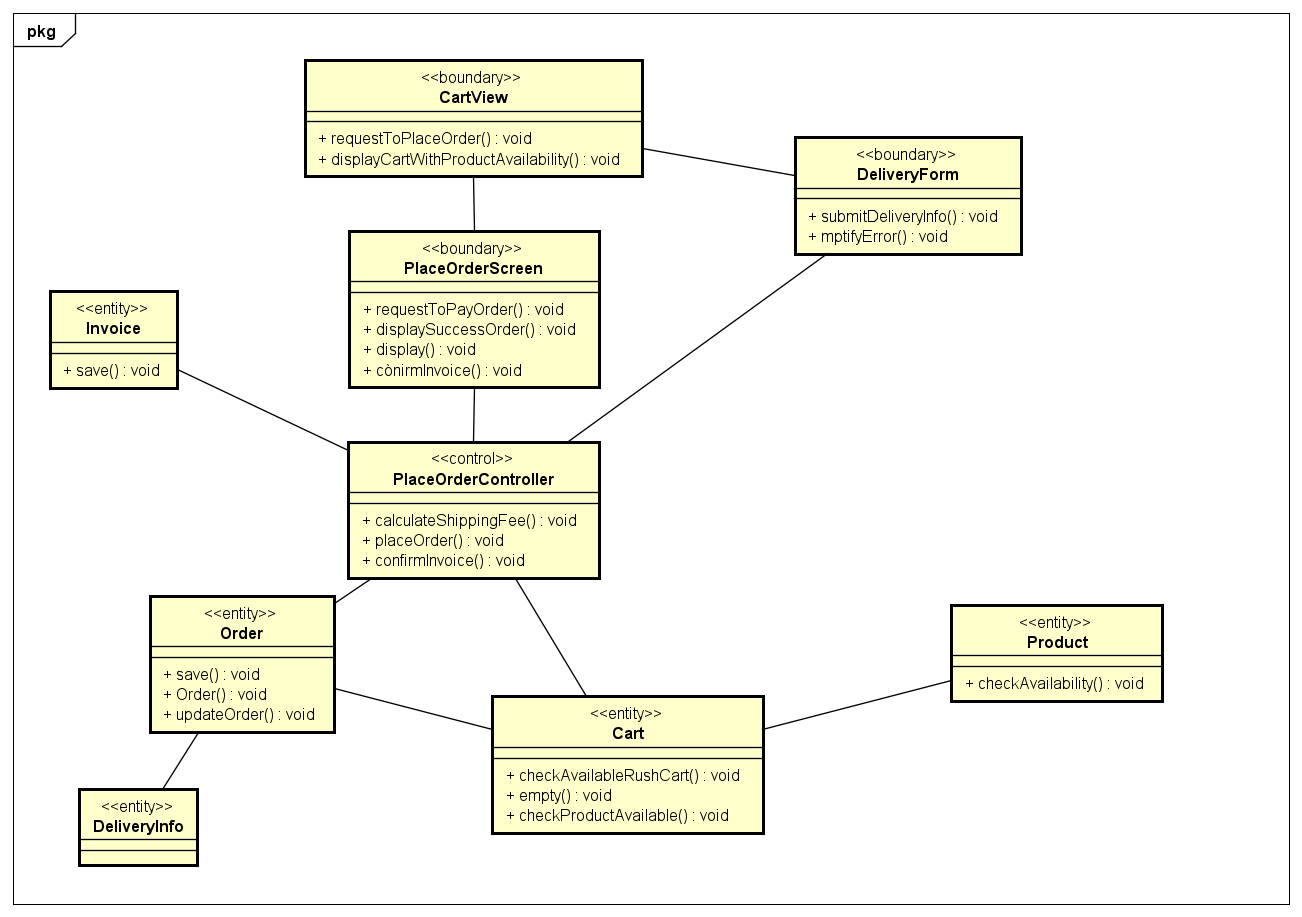 pkg
<<boundary>>
CartView
+ requestToPlaceOrder() : void
+ displayCartWithProductAvailability() : void
<<boundary>>
DeliveryForm
+ submitDeliveryInfo() : void
+ mptifyError() : void
<<boundary>>
PlaceOrderScreen
+ requestToPayOrder() : void
+ displaySuccessOrder() : void
+ display() : void
+ cònirmInvoice() : void
<<entity>>
Invoice
+ save() : void
<<control>>
PlaceOrderController
+ calculateShippingFee() : void
+ placeOrder() : void
+ confirmInvoice() : void
<<entity>>
Order
+ save() : void
+ Order() : void
+ updateOrder() : void
<<entity>>
Product
+ checkAvailability() : void
<<entity>>
Cart
+ checkAvailableRushCart() : void
+ empty() : void
+ checkProductAvailable() : void
<<entity>>
DeliveryInfo